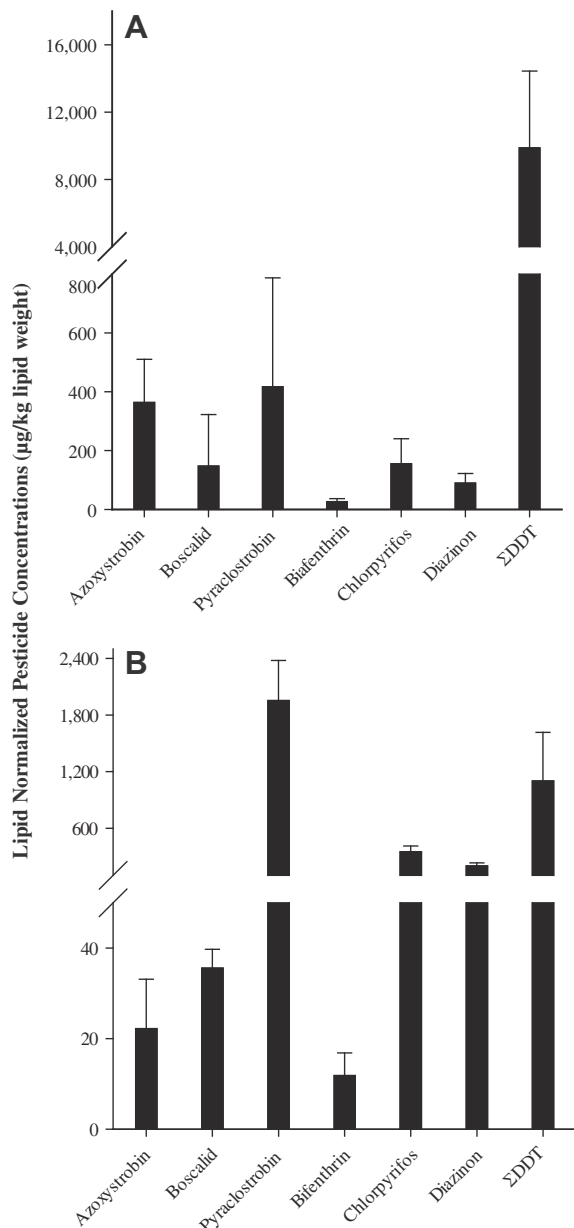 Lipid Normalized Pesticide Concentrations (µg/kg lipid weight)
A
16,000
12,000
8,000
4,000
800
600
400
200
0
Azoxystrobin
Boscalid
Pyraclostrobin
Biafenthrin
Chlorpyrifos
Diazinon
ΣDDT
B
2,400
1,800
1,200
600
40
20
0
Azoxystrobin
Boscalid
Pyraclostrobin
Bifenthrin
Chlorpyrifos
Diazinon
ΣDDT